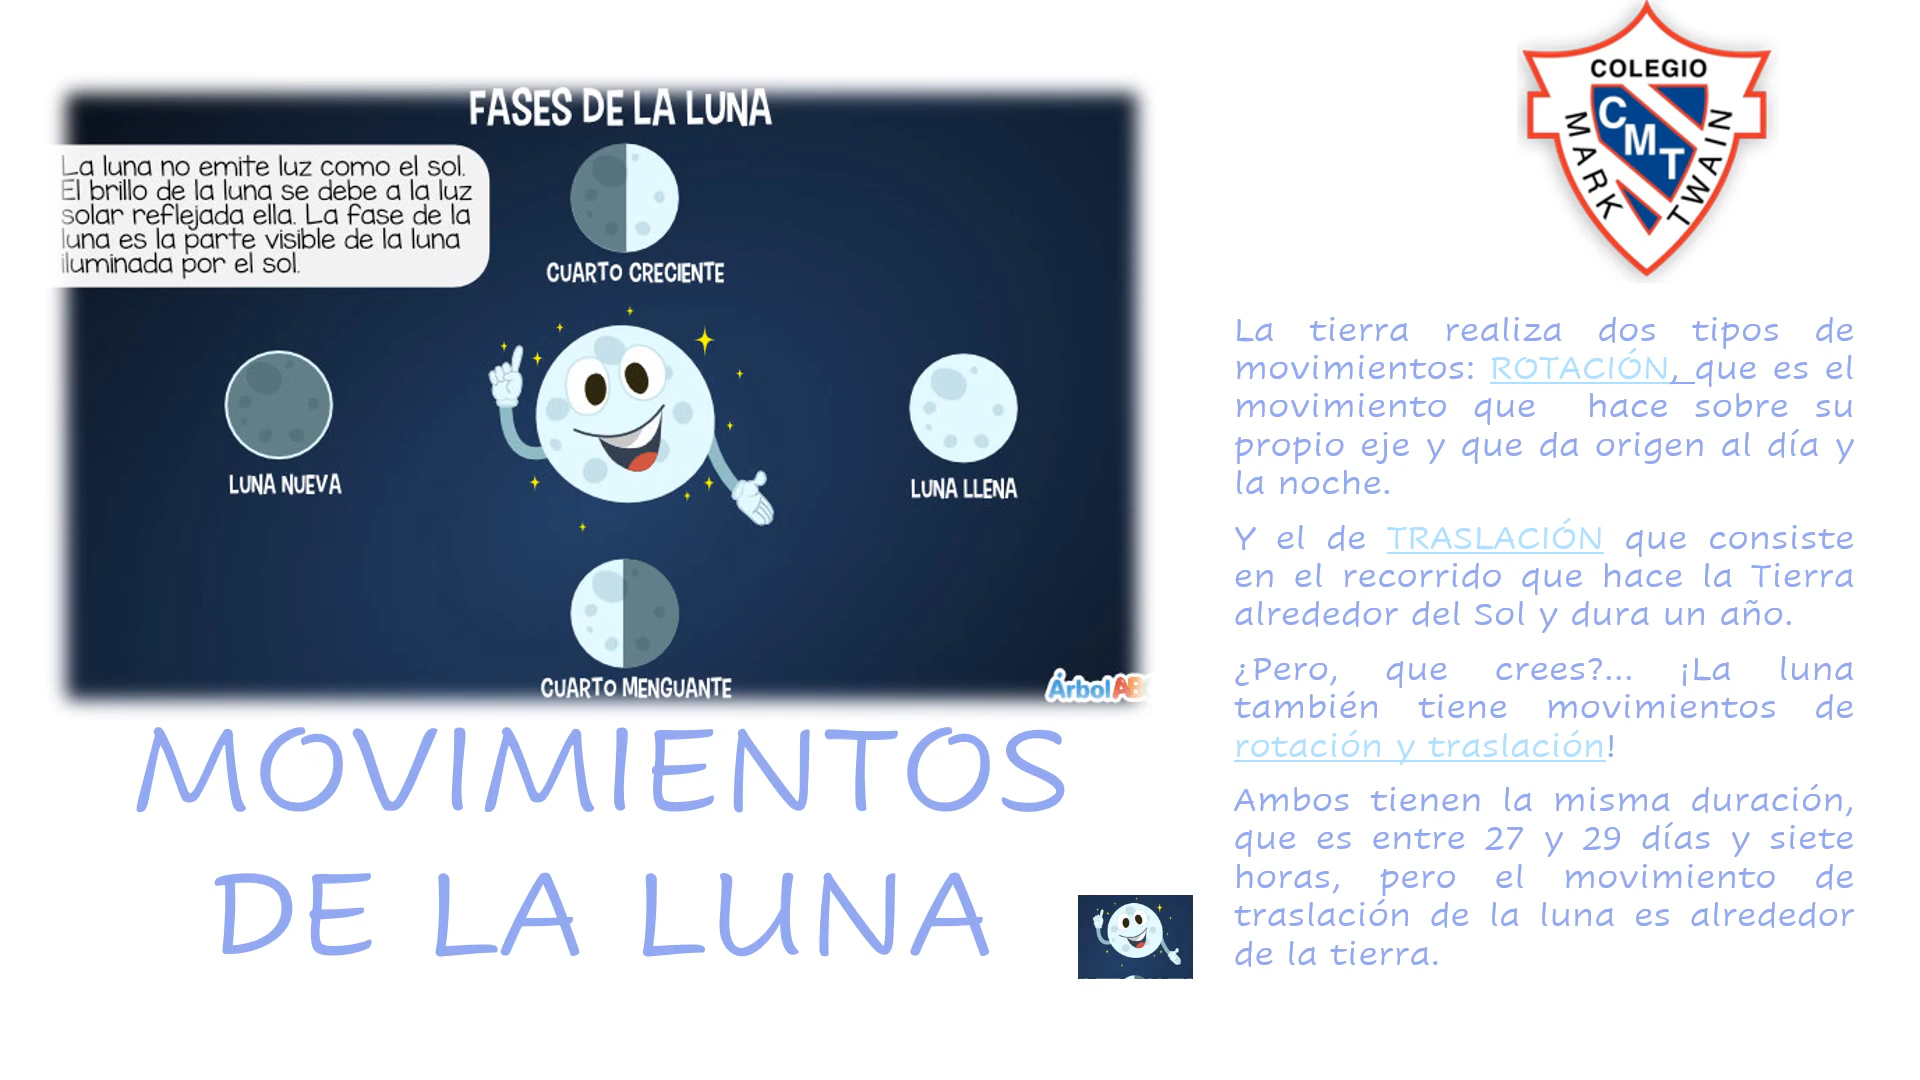 FASES DE LA LUNA
La luna no emite luz como el sol.
El brillo de la luna se debe a la luz
solar reflejada ella. La fase de la
luna es la parte visible de la luna
iluminada por el sol.
CUARTO CRECIENTE
LUNA NUEVA
LUNA LLENA
CUARTO MENGUANTE
ÁrbolABC
MOVIMIENTOS
DE LA LUNA
COLEGIO
MARK TWAIN
CMT
La tierra realiza dos tipos de
movimientos: ROTACIÓN, que es el
movimiento que hace sobre su
propio eje y que da origen al día y
la noche.
Y el de TRASLACIÓN que consiste
en el recorrido que hace la Tierra
alrededor del Sol y dura un año.
¿Pero, que crees?... ¡La luna
también tiene movimientos de
rotación y traslación!
Ambos tienen la misma duración,
que es entre 27 y 29 días y siete
horas, pero el movimiento de
traslación de la luna es alrededor
de la tierra.